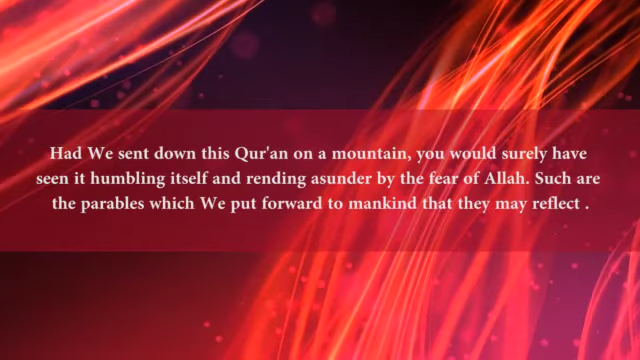 Had We sent down this Qur'an on a mountain, you would surely have
seen it humbling itself and rending asunder by the fear of Allah. Such are
the parables which We put forward to mankind that they may reflect .